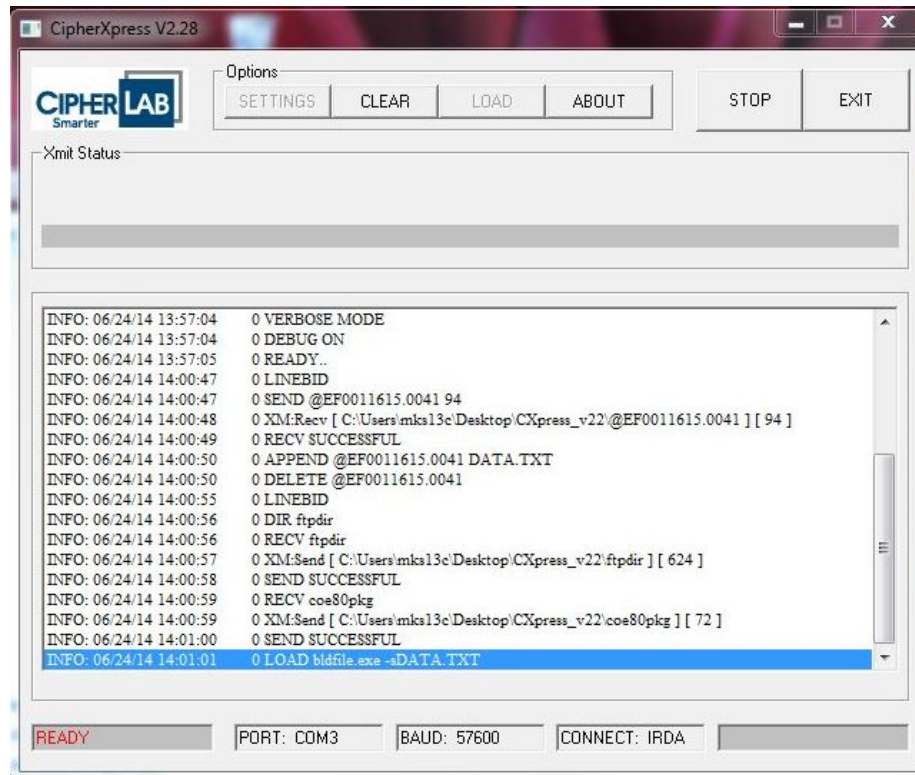 CipherXpress V2.28
CIPHER LAB
Smarter
Options
SETTINGS CLEAR LOAD ABOUT
STOP EXIT
Xmit Status
INFO: 06/24/14 13:57:04 0 VERBOSE MODE
INFO: 06/24/14 13:57:04 0 DEBUG ON
INFO: 06/24/14 13:57:05 0 READY..
INFO: 06/24/14 14:00:47 0 LINEBID
INFO: 06/24/14 14:00:47 0 SEND @EF0011615.0041 94
INFO: 06/24/14 14:00:48 0 XM:Recv [ C:\Users\mks13c\Desktop\CXpress_v22\@EF0011615.0041 ] [ 94 ]
INFO: 06/24/14 14:00:49 0 RECV SUCCESSFUL
INFO: 06/24/14 14:00:50 0 APPEND @EF0011615.0041 DATA.TXT
INFO: 06/24/14 14:00:50 0 DELETE @EF0011615.0041
INFO: 06/24/14 14:00:55 0 LINEBID
INFO: 06/24/14 14:00:56 0 DIR ftpdir
INFO: 06/24/14 14:00:56 0 RECV ftpdir
INFO: 06/24/14 14:00:57 0 XM:Send [ C:\Users\mks13c\Desktop\CXpress_v22\ftpdir ] [ 624 ]
INFO: 06/24/14 14:00:58 0 SEND SUCCESSFUL
INFO: 06/24/14 14:00:59 0 RECV coe80pkg
INFO: 06/24/14 14:00:59 0 XM:Send [ C:\Users\mks13c\Desktop\CXpress_v22\coe80pkg ] [ 72 ]
INFO: 06/24/14 14:01:00 0 SEND SUCCESSFUL
INFO: 06/24/14 14:01:01 0 LOAD bldfile.exe -sDATA.TXT
READY PORT: COM3 BAUD: 57600 CONNECT: IRDA